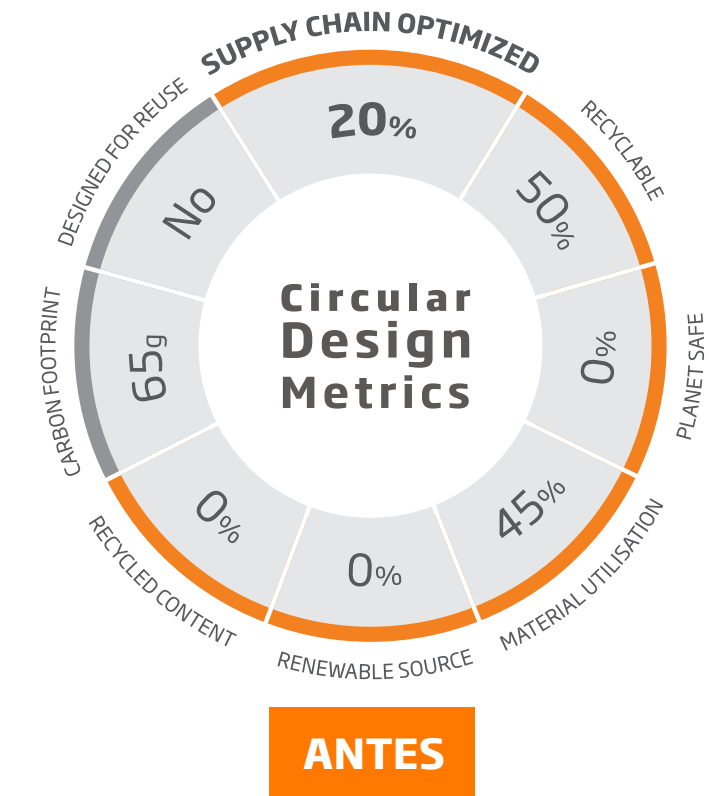 SUPPLY CHAIN OPTIMIZED
20%
RECYCLABLE
50%
PLANET SAFE
0%
MATERIAL UTILISATION
45%
RENEWABLE SOURCE
0%
RECYCLED CONTENT
0%
CARBON FOOTPRINT
65g
DESIGNED FOR REUSE
No
Circular
Design
Metrics
ANTES